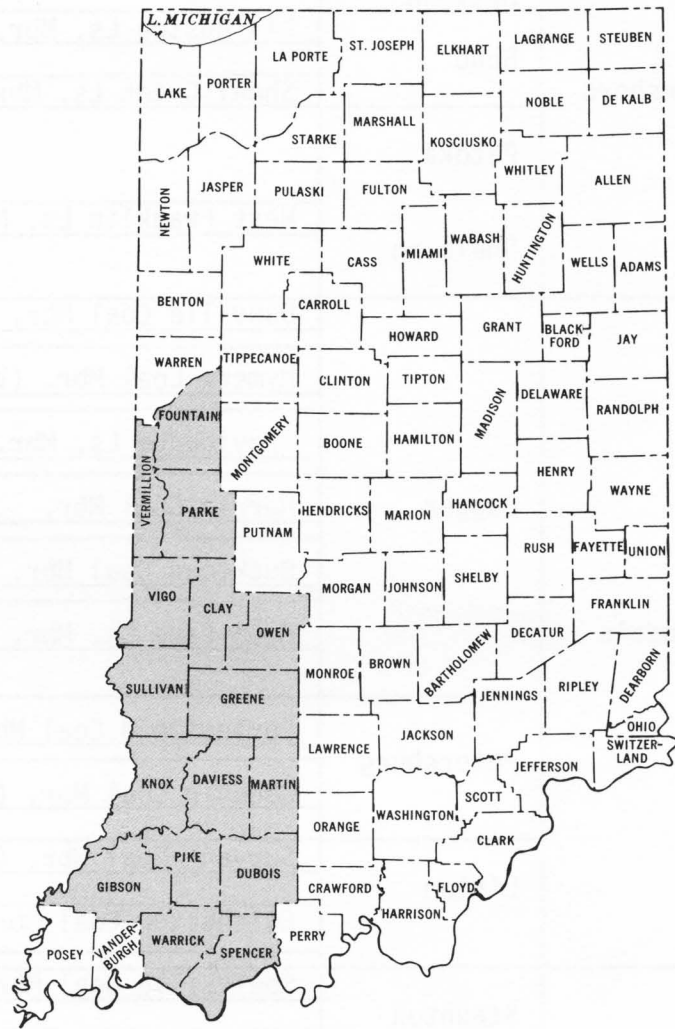 L. MICHIGAN
LAKE
PORTER
LA PORTE
ST. JOSEPH
ELKHART
LAGRANGE
STEUBEN
NOBLE
DE KALB
STARKE
MARSHALL
KOSCIUSKO
WHITLEY
ALLEN
NEWTON
JASPER
PULASKI
FULTON
WHITE
CASS
MIAMI
WABASH
HUNTINGTON
WELLS
ADAMS
BENTON
CARROLL
HOWARD
GRANT
BLACK
FORD
JAY
WARREN
TIPPECANOE
CLINTON
TIPTON
MADISON
DELAWARE
RANDOLPH
FOUNTAIN
MONTGOMERY
BOONE
HAMILTON
HENRY
WAYNE
VERMILLION
PARKE
PUTNAM
HENDRICKS
MARION
HANCOCK
RUSH
FAYETTE
UNION
VIGO
CLAY
OWEN
MORGAN
JOHNSON
SHELBY
FRANKLIN
DECATUR
SULLIVAN
GREENE
MONROE
BROWN
BARTHOLOMEW
JENNINGS
RIPLEY
DEARBORN
OHIO
SWITZER-
LAND
KNOX
DAVIESS
MARTIN
LAWRENCE
JACKSON
JEFFERSON
SCOTT
ORANGE
WASHINGTON
CLARK
GIBSON
PIKE
DUBOIS
CRAWFORD
HARRISON
FLOYD
POSEY
VANDER-
BURGH
WARRICK
SPENCER
PERRY